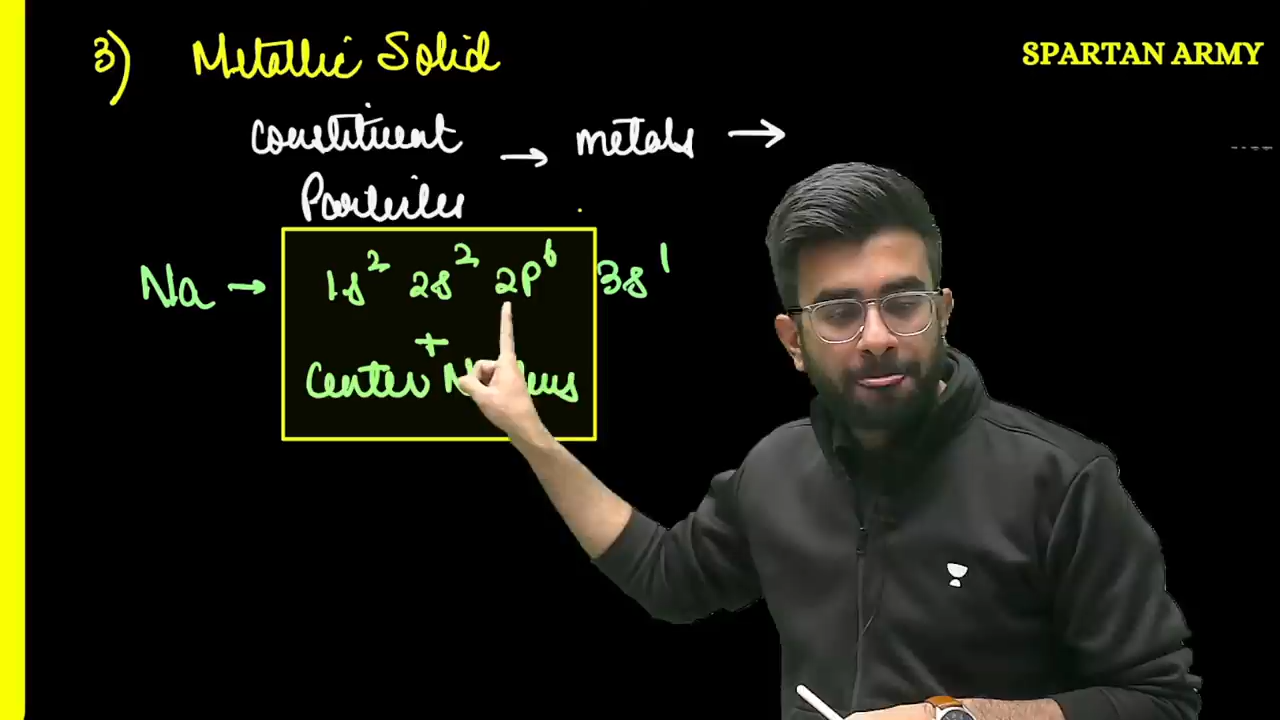 3) Metallic Solid
SPARTAN ARMY
constituent → metals →
Particles
Na → 1s² 2s² 2p⁶ 3s¹
+
Center